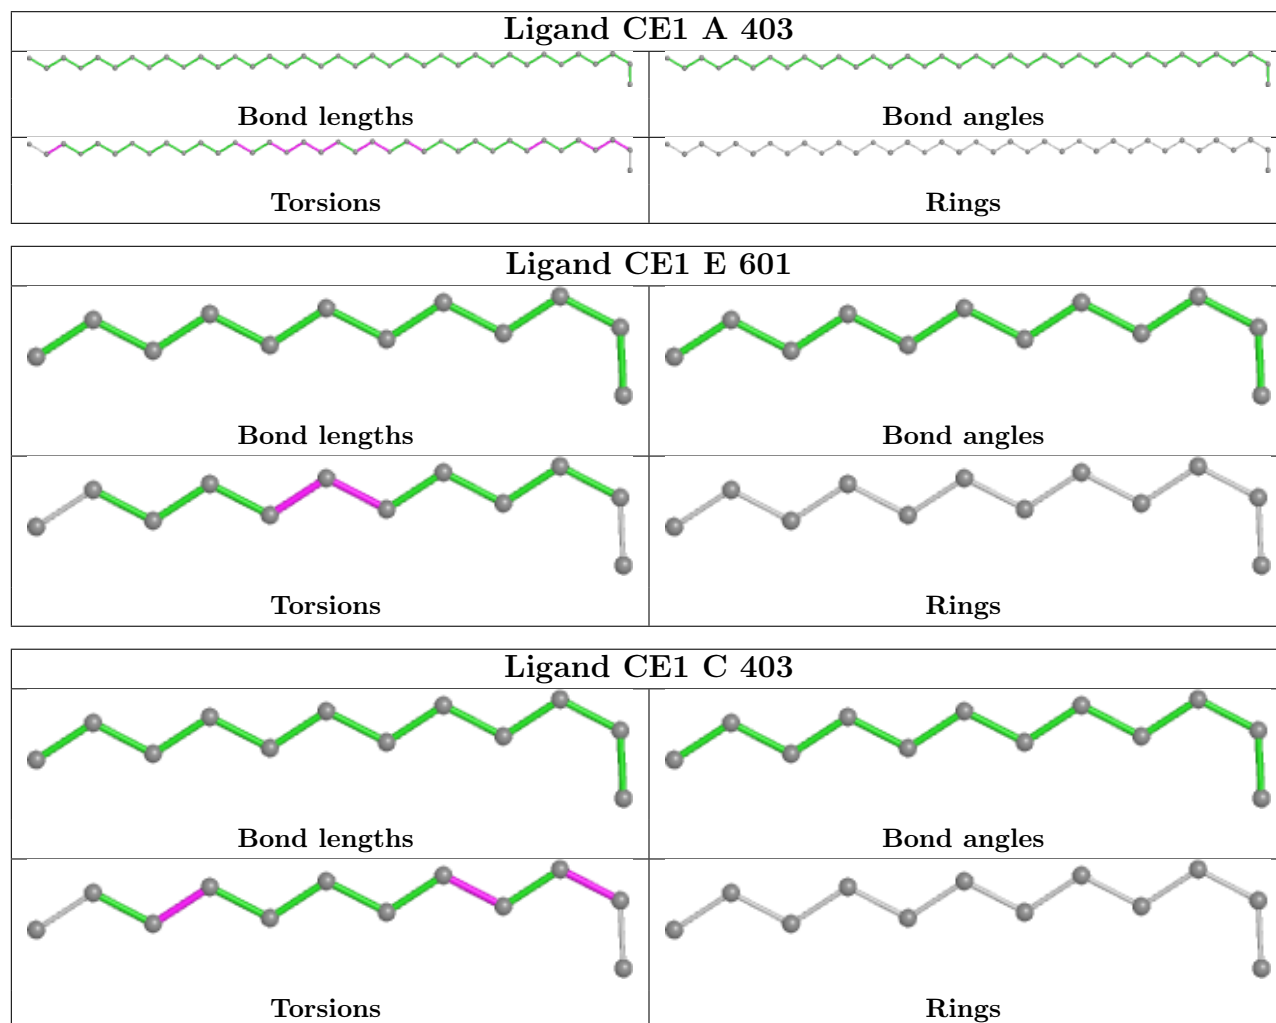 Ligand CE1 A 403
Bond lengths
Bond angles
Torsions
Rings
Ligand CE1 E 601
Bond lengths
Bond angles
Torsions
Rings
Ligand CE1 C 403
Bond lengths
Bond angles
Torsions
Rings